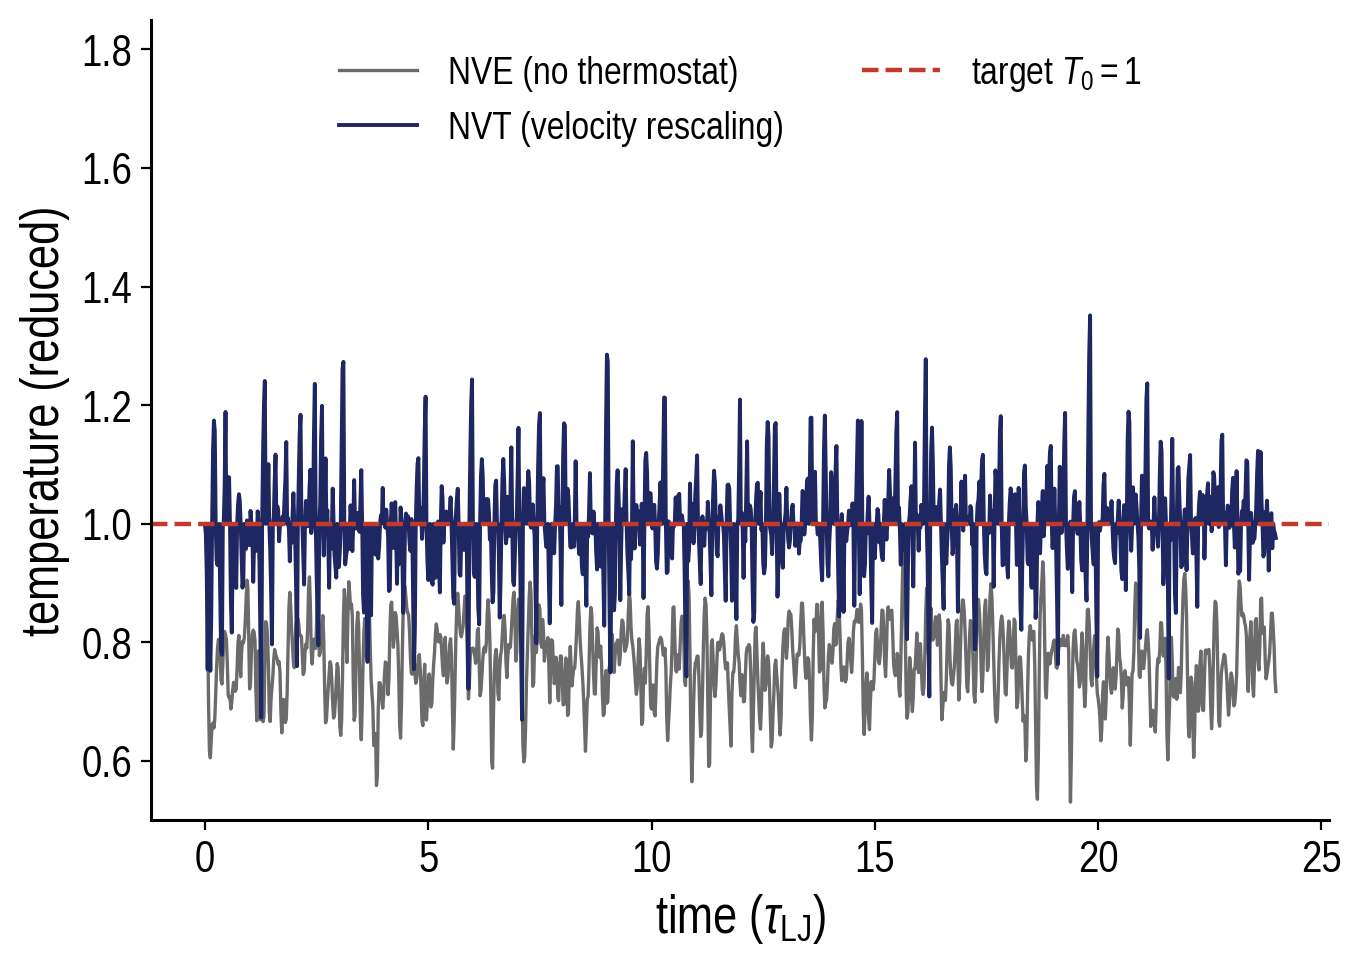 NVE (no thermostat)
NVT (velocity rescaling)
target T₀ = 1
temperature (reduced)
1.8
1.6
1.4
1.2
1.0
0.8
0.6
0 5 10 15 20 25
time (τ_LJ)